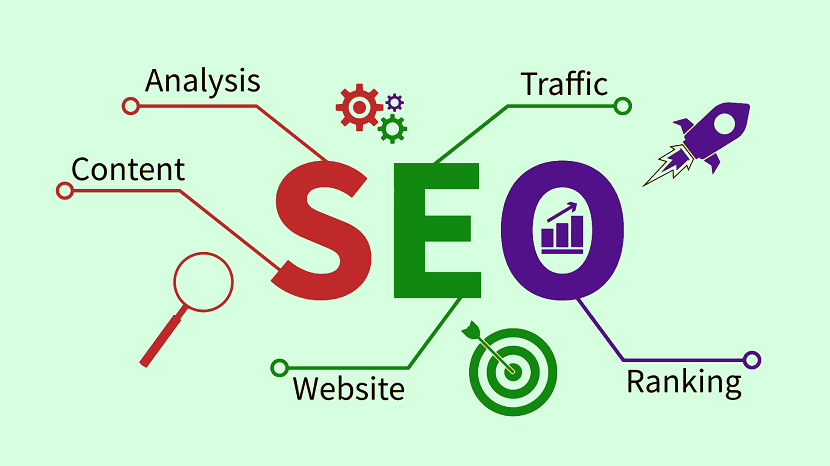 Analysis
Traffic
Content
SEO
Website
Ranking